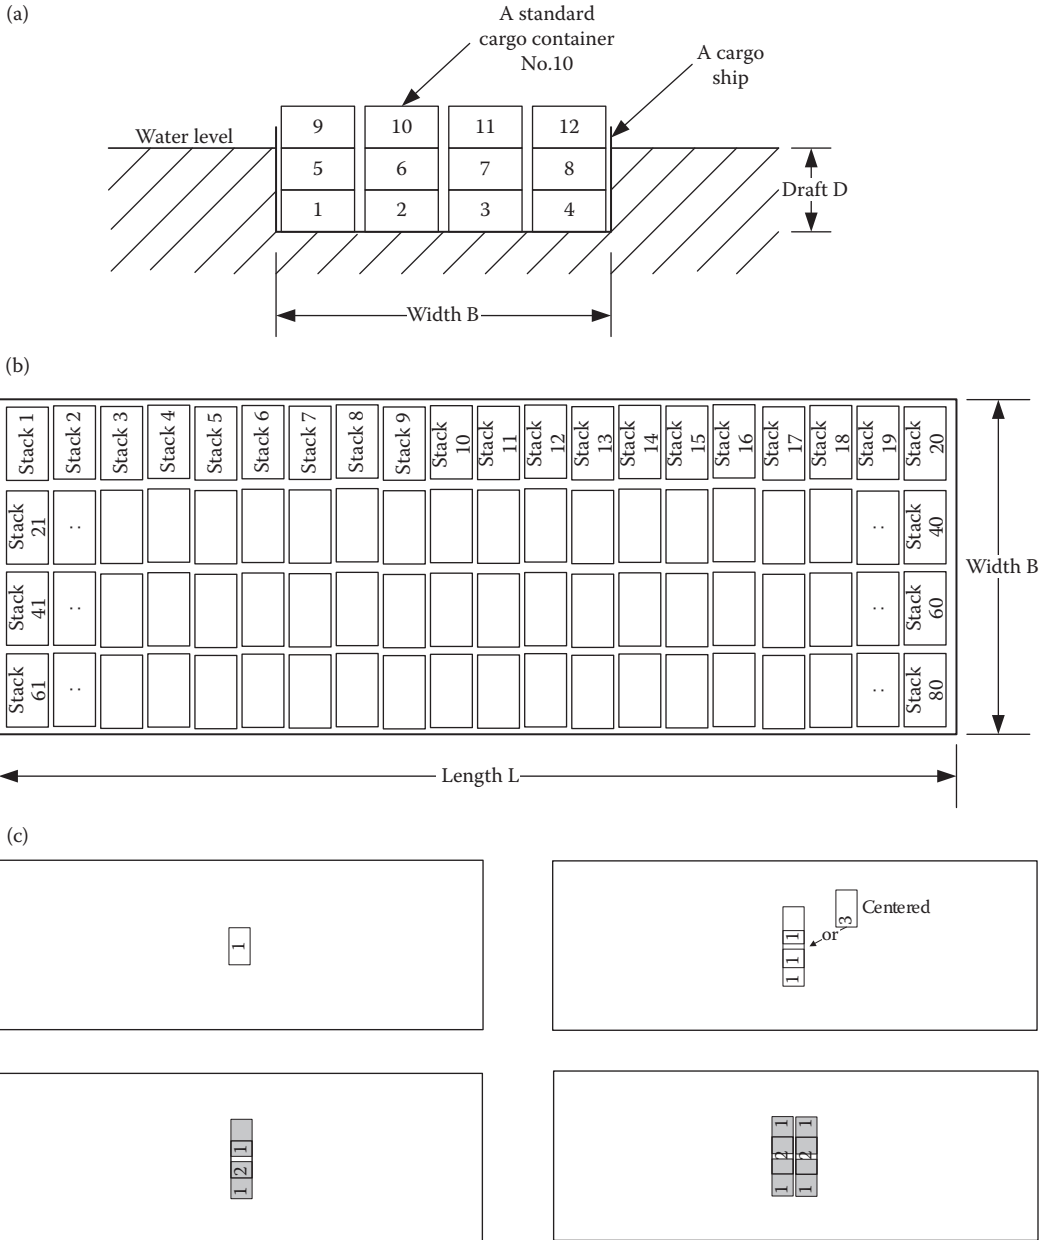 (a)
A standard
cargo container
No.10
A cargo
ship
Water level
9 10 11 12
5 6 7 8
1 2 3 4
Draft D
Width B
(b)
Stack 1
Stack 2
Stack 3
Stack 4
Stack 5
Stack 6
Stack 7
Stack 8
Stack 9
Stack
10
Stack
11
Stack
12
Stack
13
Stack
14
Stack
15
Stack
16
Stack
17
Stack
18
Stack
19
Stack
20
Stack
21
..
..
Stack
40
Stack
41
..
..
Stack
60
Stack
61
..
..
Stack
80
Width B
Length L
(c)
1
3
Centered
or
1
1
1
1
2
1
1 1
2 2
1 1